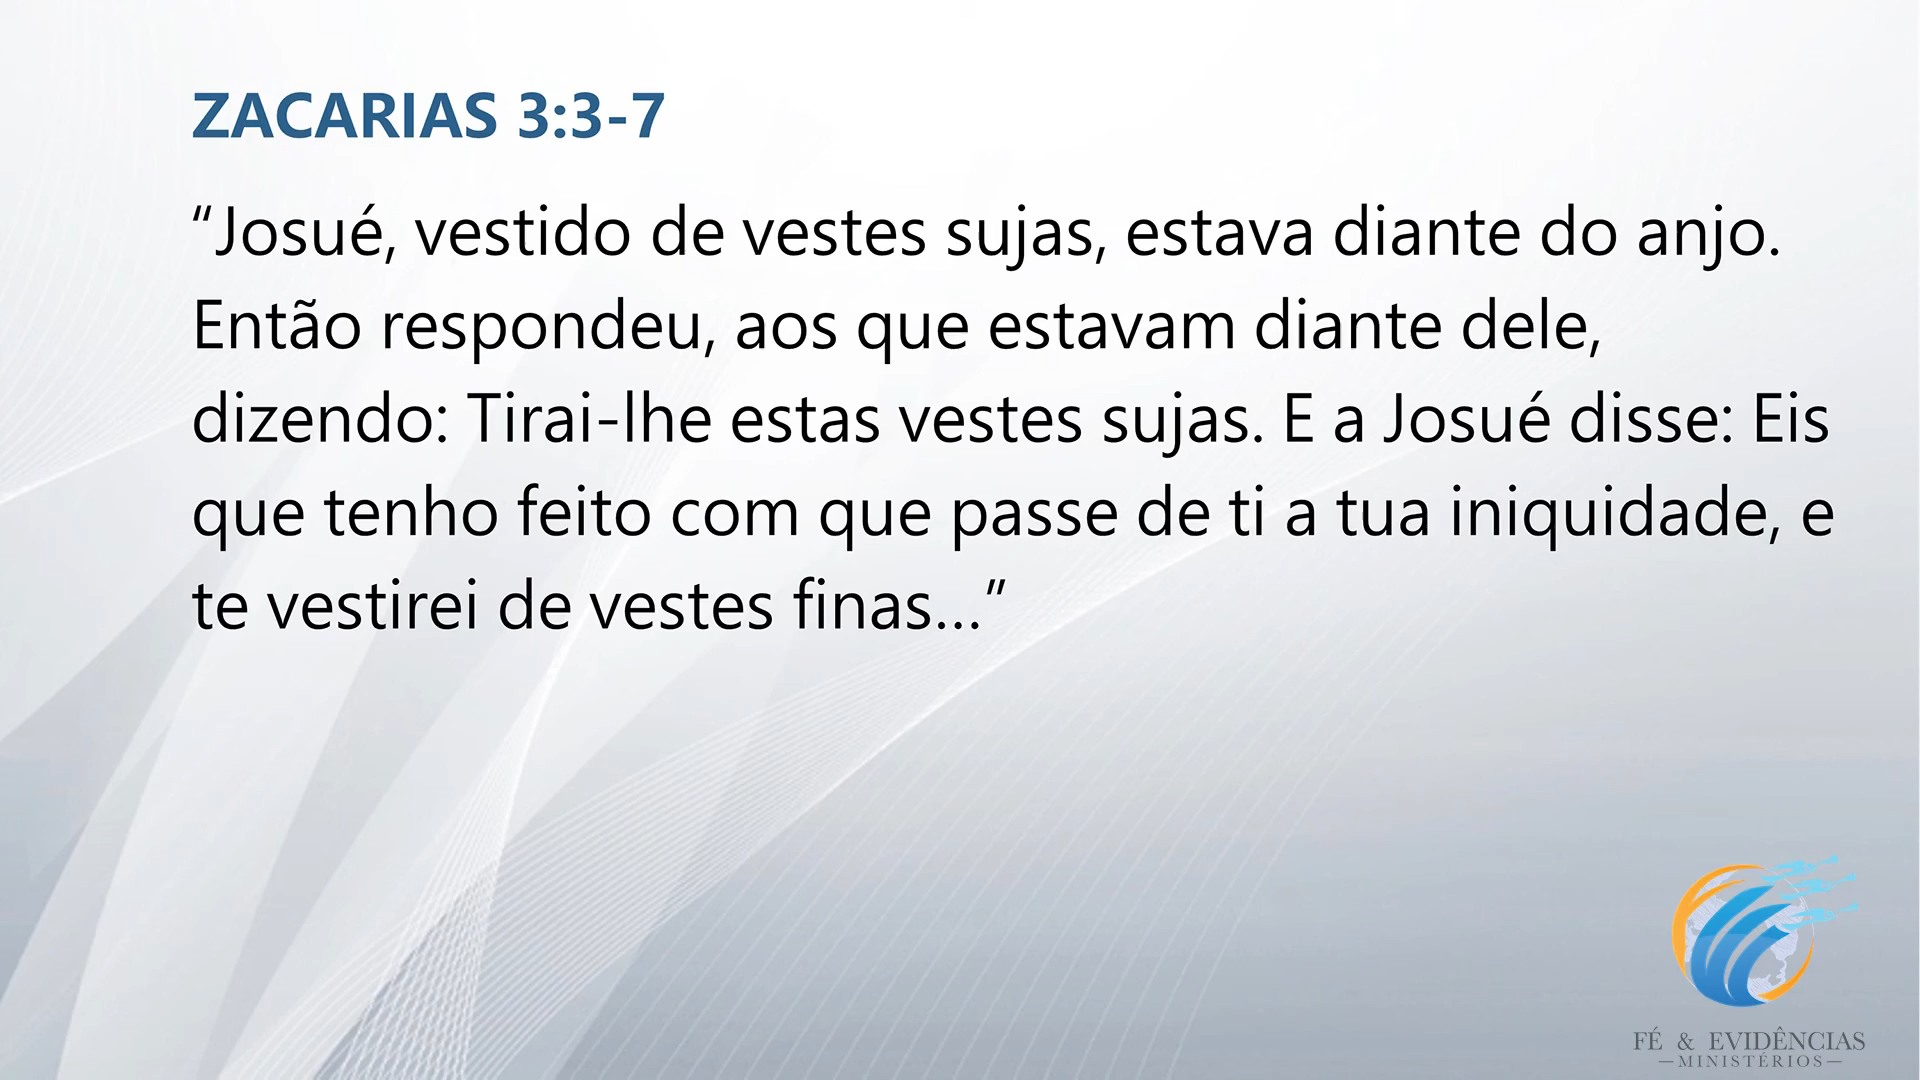 ZACARIAS 3:3-7
“Josué, vestido de vestes sujas, estava diante do anjo.
Então respondeu, aos que estavam diante dele,
dizendo: Tirai-lhe estas vestes sujas. E a Josué disse: Eis
que tenho feito com que passe de ti a tua iniquidade, e
te vestirei de vestes finas...”
FÉ & EVIDÊNCIAS
—MINISTÉRIOS—